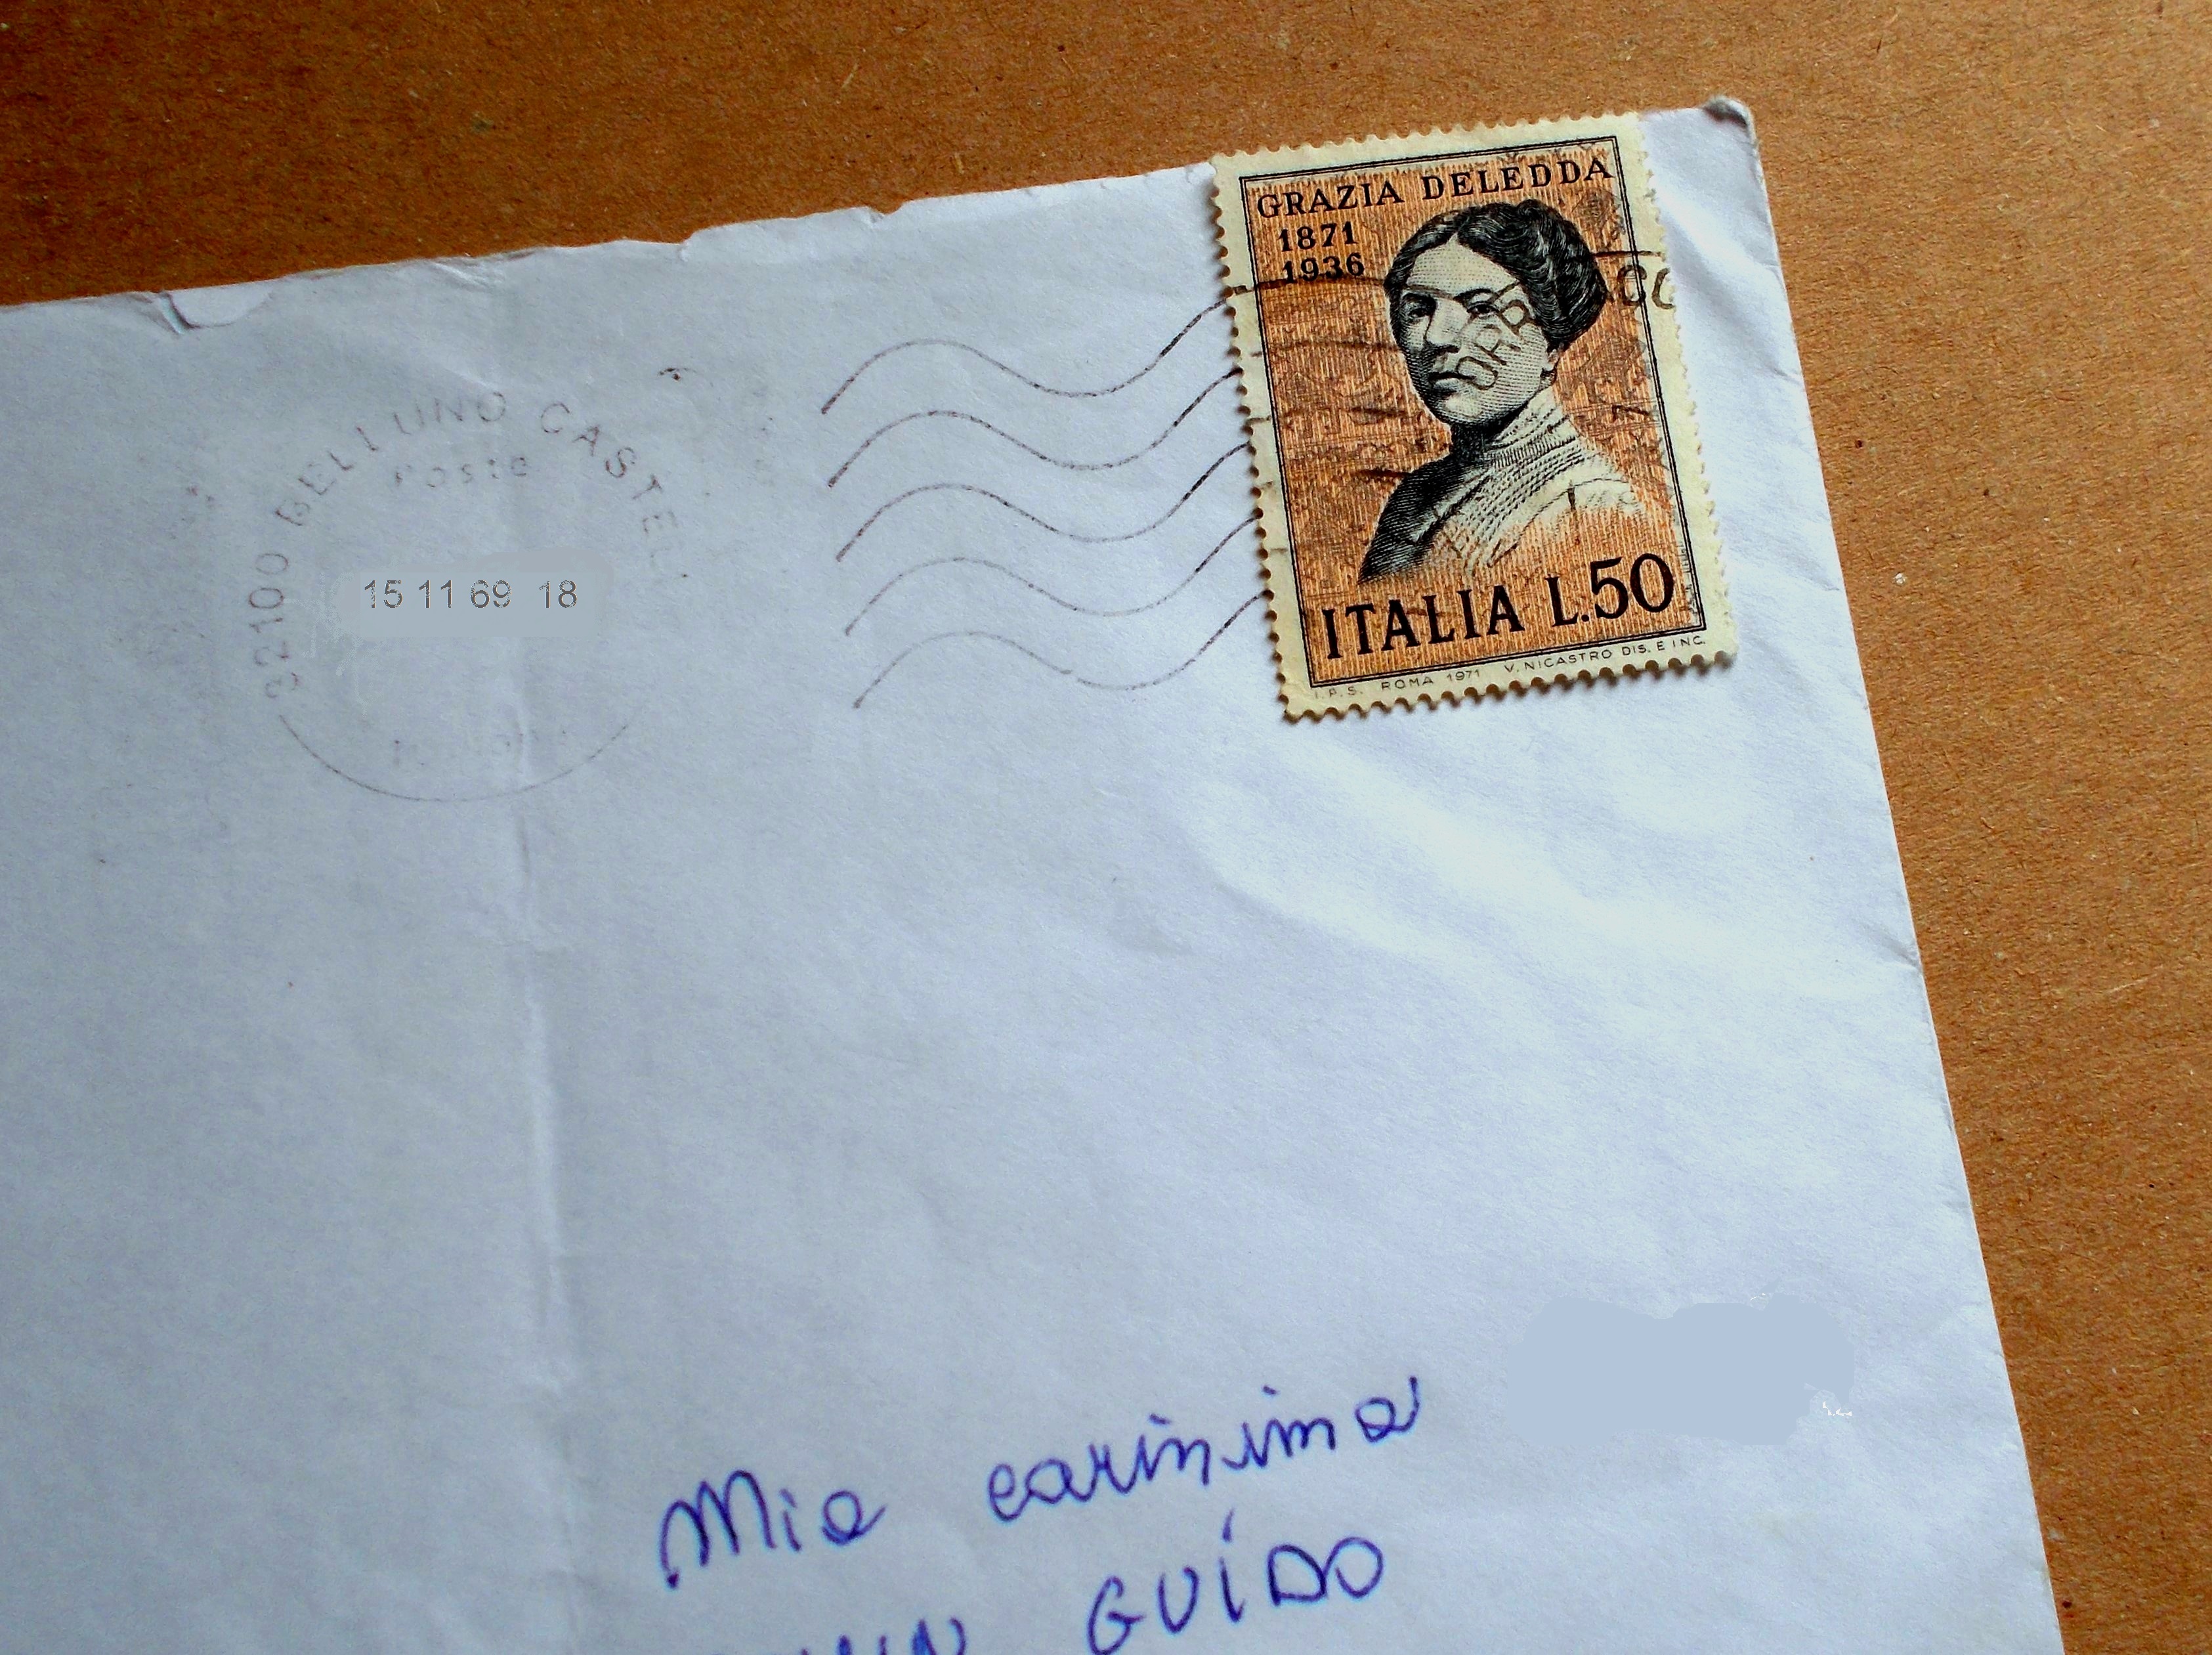 GRAZIA DELEDDA
1871
1936
ITALIA L.50
I.P.S. ROMA 1971 V. NICASTRO DIS. E INC.
32100 BELLUNO CASTEL
Poste
15 11 69 18
Mia carinima
GUIDO